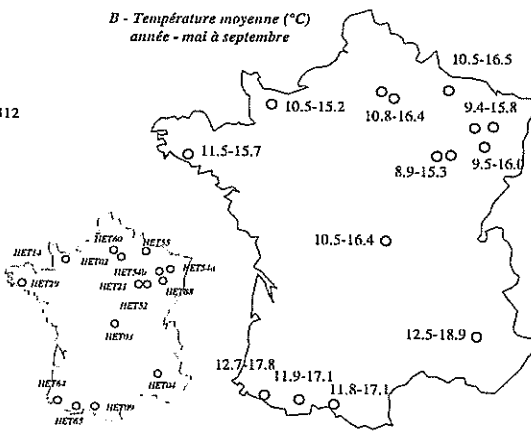 B - Température moyenne (°C)
année - mai à septembre
312
10.5-16.5
10.5-15.2
10.8-16.4
9.4-15.8
11.5-15.7
8.9-15.3
9.5-16.0
10.5-16.4
12.5-18.9
12.7-17.8
11.9-17.1
11.8-17.1
HET60
HET55
HET14
HET02
HET54b
HET54a
HET29
HET21
HET88
HET52
HET03
HET64
HET04
HET65
HET09